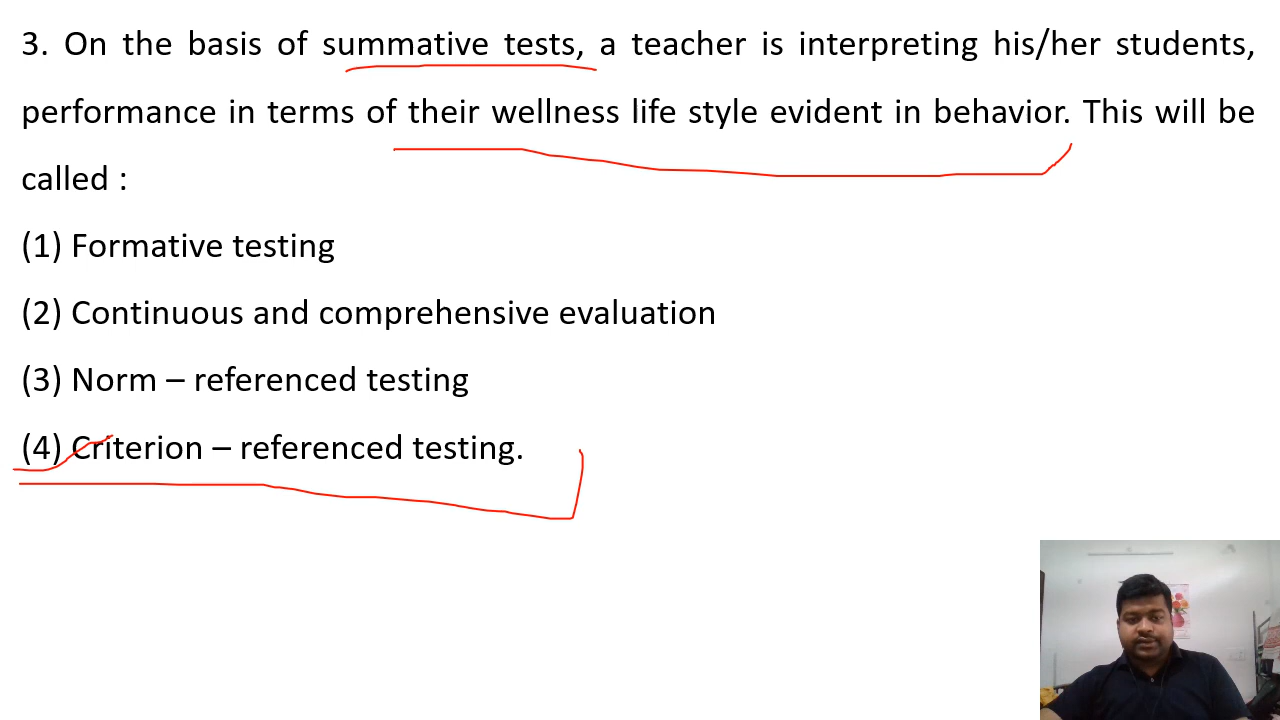 3. On the basis of summative tests, a teacher is interpreting his/her students,
performance in terms of their wellness life style evident in behavior. This will be
called :
(1) Formative testing
(2) Continuous and comprehensive evaluation
(3) Norm – referenced testing
(4) Criterion – referenced testing.